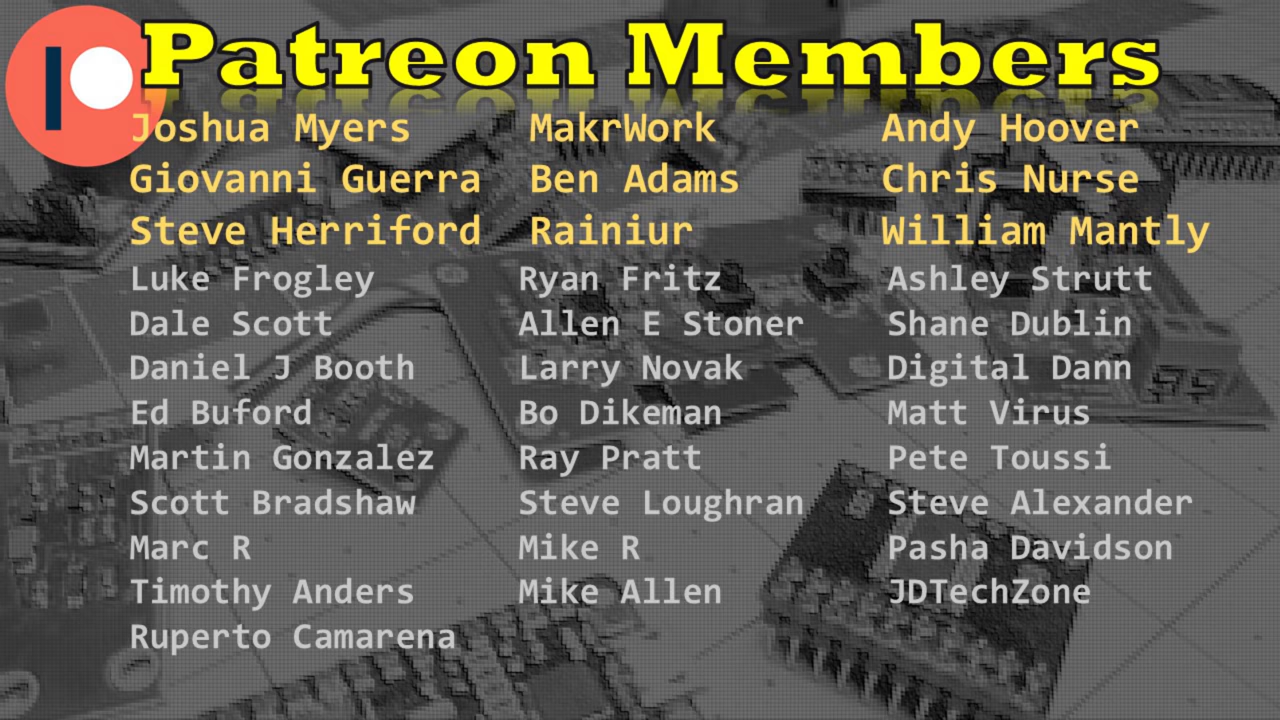 Patreon Members
Joshua Myers MakrWork Andy Hoover
Giovanni Guerra Ben Adams Chris Nurse
Steve Herriford Rainiur William Mantly
Luke Frogley Ryan Fritz Ashley Strutt
Dale Scott Allen E Stoner Shane Dublin
Daniel J Booth Larry Novak Digital Dann
Ed Buford Bo Dikeman Matt Virus
Martin Gonzalez Ray Pratt Pete Toussi
Scott Bradshaw Steve Loughran Steve Alexander
Marc R Mike R Pasha Davidson
Timothy Anders Mike Allen JDTechZone
Ruperto Camarena